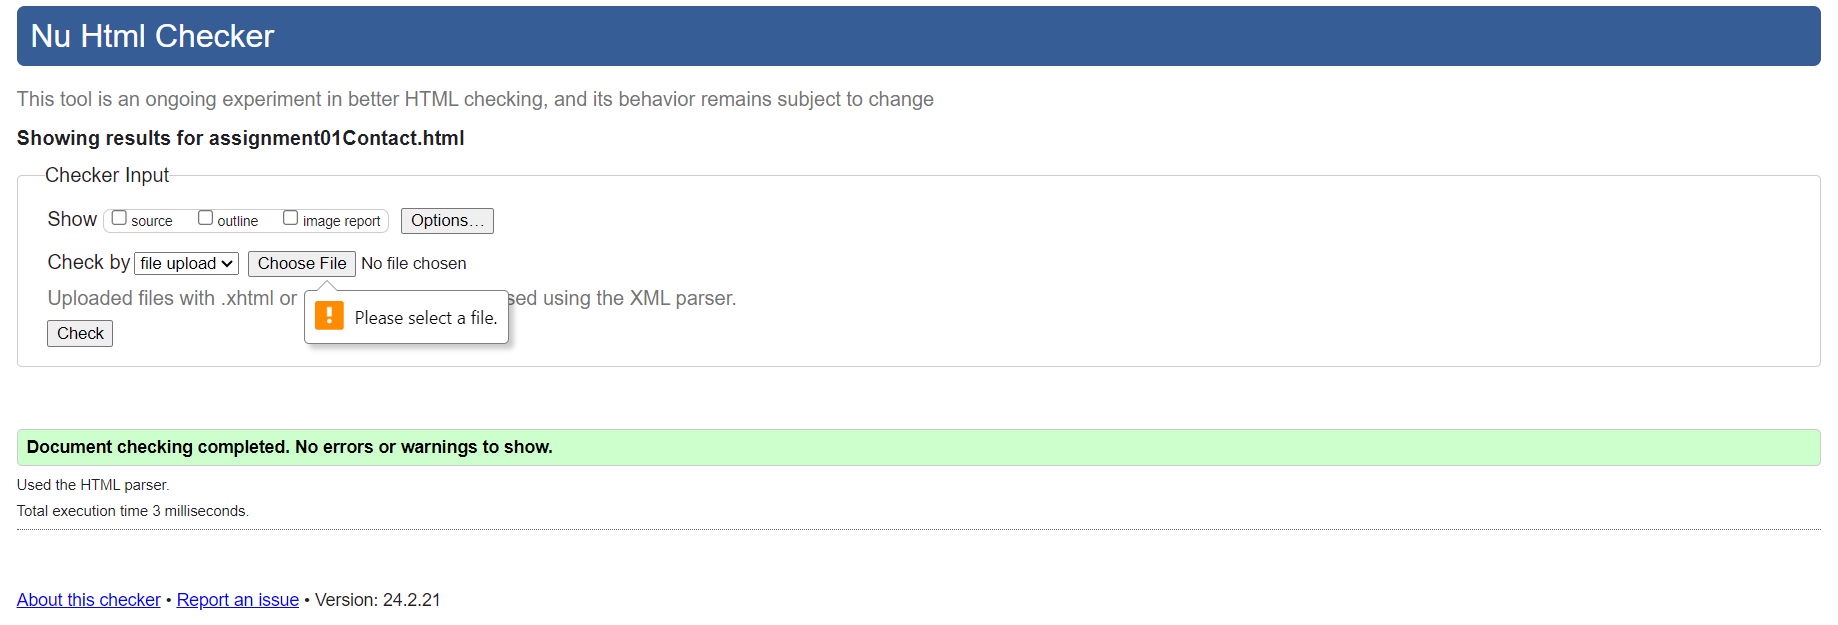 Nu Html Checker
This tool is an ongoing experiment in better HTML checking, and its behavior remains subject to change
Showing results for assignment01Contact.html
Checker Input
Show source outline image report Options…
Check by file upload Choose File No file chosen
Uploaded files with .xhtml or sed using the XML parser.
Please select a file.
Check
Document checking completed. No errors or warnings to show.
Used the HTML parser.
Total execution time 3 milliseconds.
About this checker • Report an issue • Version: 24.2.21